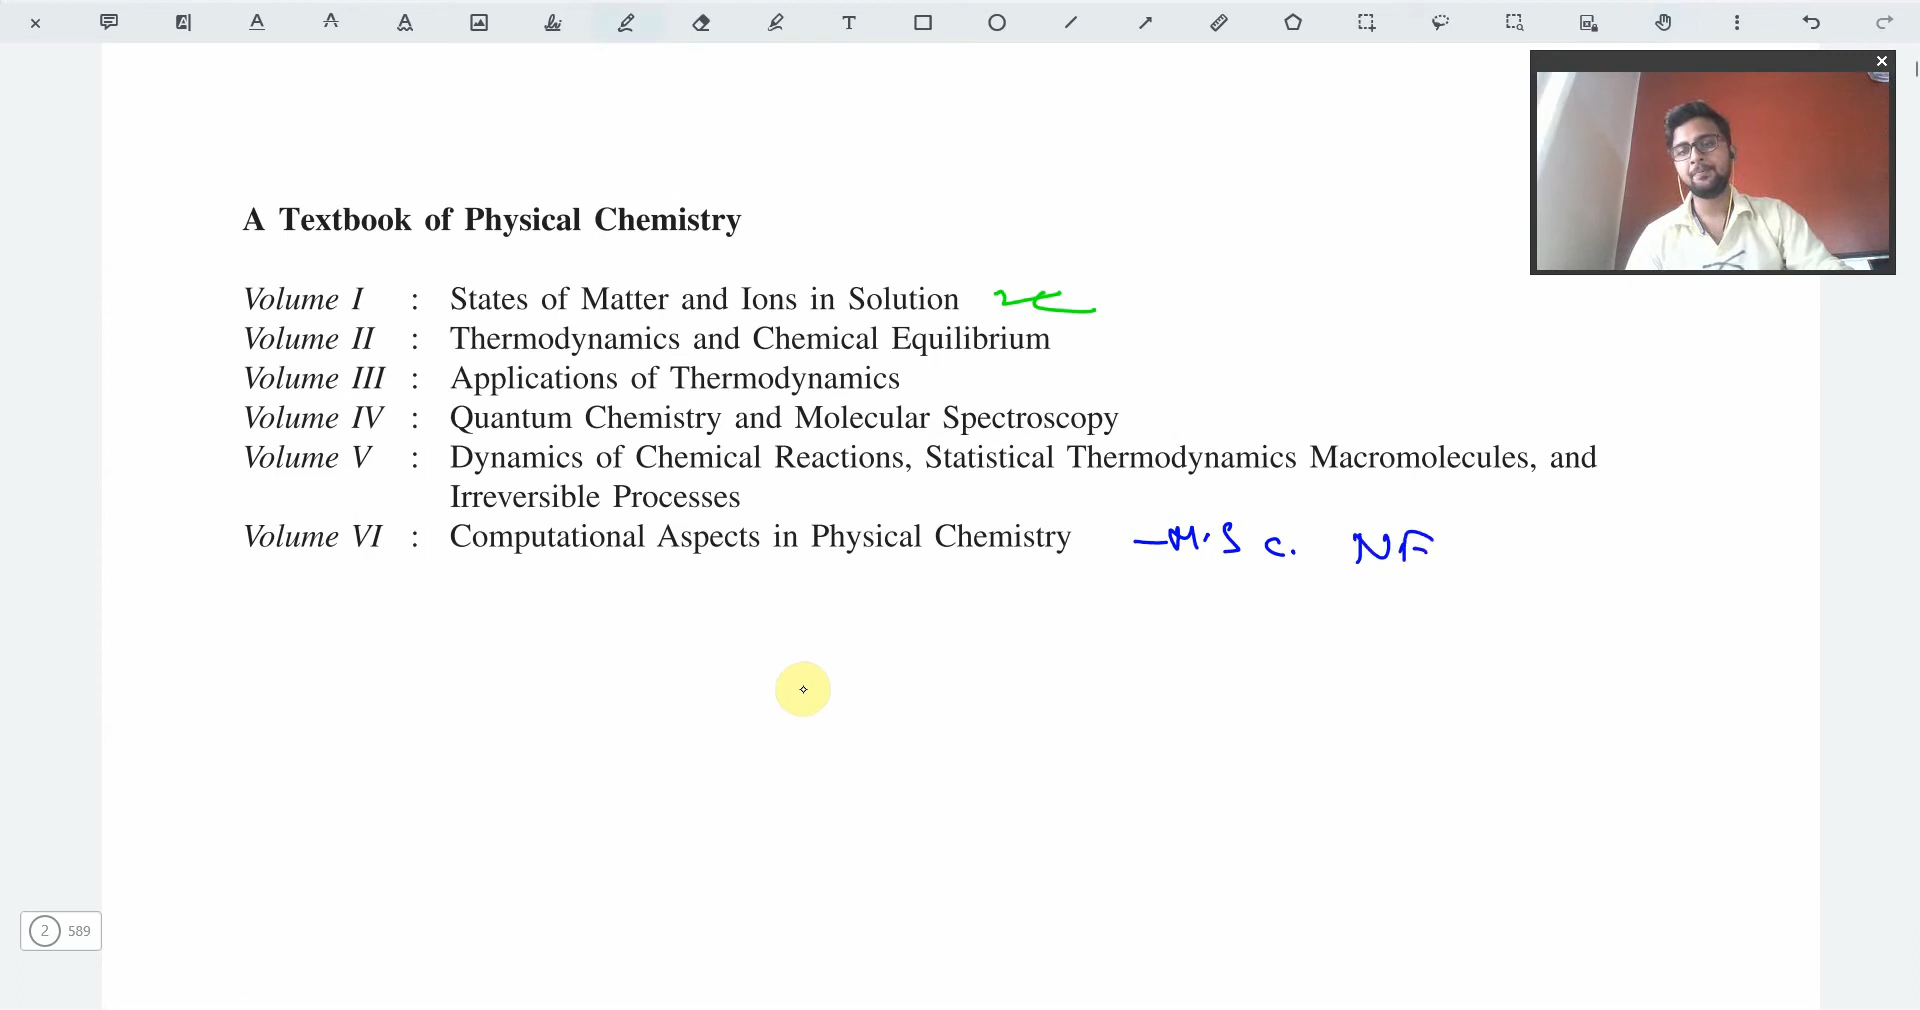 A Textbook of Physical Chemistry
Volume I : States of Matter and Ions in Solution
Volume II : Thermodynamics and Chemical Equilibrium
Volume III : Applications of Thermodynamics
Volume IV : Quantum Chemistry and Molecular Spectroscopy
Volume V : Dynamics of Chemical Reactions, Statistical Thermodynamics Macromolecules, and
Irreversible Processes
Volume VI : Computational Aspects in Physical Chemistry — M.Sc. NF
2 589